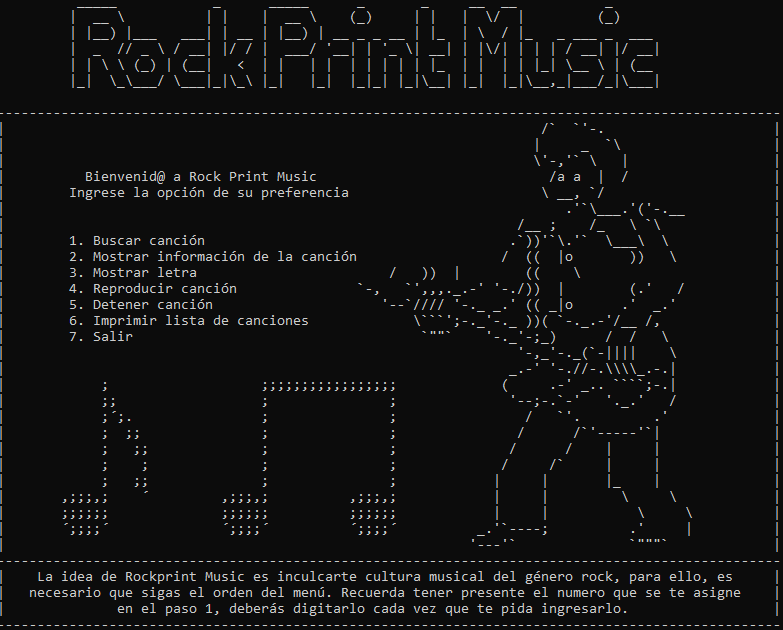 Rock Print Music
Bienvenid@ a Rock Print Music
Ingrese la opción de su preferencia
1. Buscar canción
2. Mostrar información de la canción
3. Mostrar letra
4. Reproducir canción
5. Detener canción
6. Imprimir lista de canciones
7. Salir
La idea de Rockprint Music es inculcarte cultura musical del género rock, para ello, es
necesario que sigas el orden del menú. Recuerda tener presente el numero que se te asigne
en el paso 1, deberás digitarlo cada vez que te pida ingresarlo.